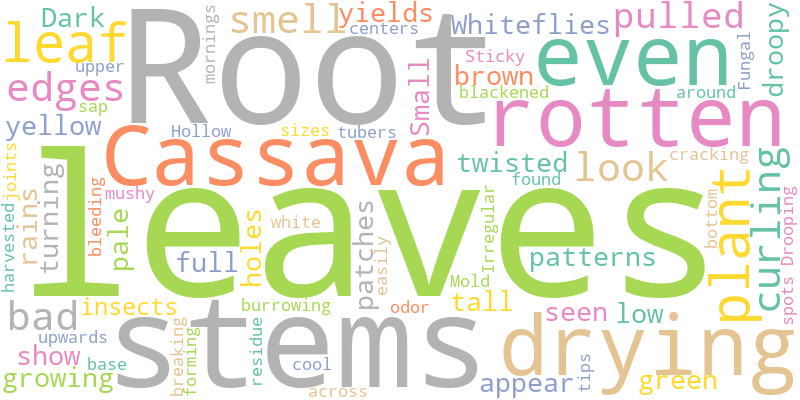 Dark
leaf
upper
edges
sap
yellow
Root
mornings
smell
centers
yields
Whiteflies
Sticky
brown
blackened
pulled
even
Fungal
droopy
around
rotten
Hollow
sizes
tubers
Small
Cassava
twisted
found
look
cracking
joints
rains
turning
bleeding
mushy
pale
harvested
holes
white
full
patches
easily
leaves
Mold
Irregular
patterns
bottom
plant
curling
Drooping
spots
insects
burrowing
odor
tall
seen
low
bad
upwards
show
base
growing
breaking
forming
stems
residue
cool
across
appear
tips
drying
green